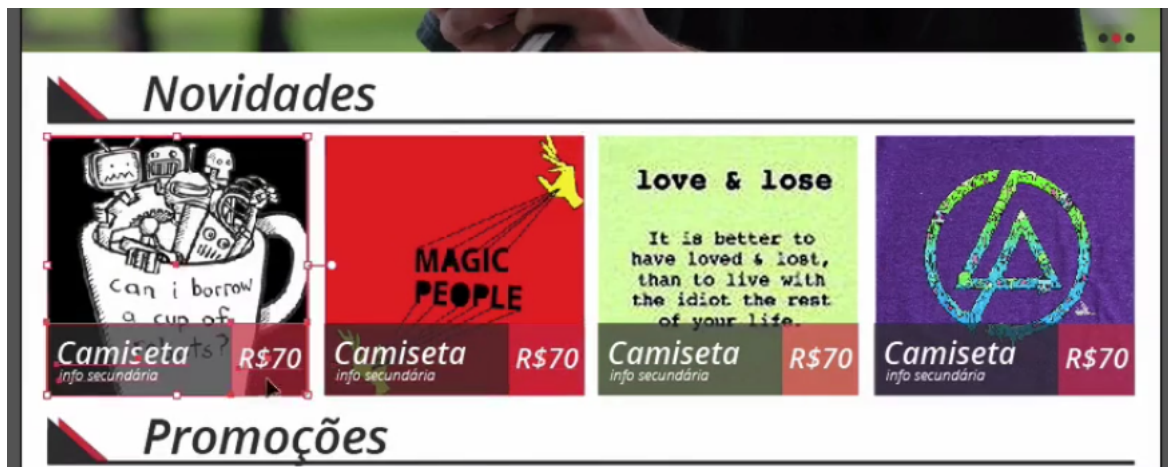 Novidades
can i borrow
a cup of
Camiseta
info secundária
R$70
MAGIC
PEOPLE
Camiseta
info secundária
R$70
love & lose
It is better to
have loved & lost,
than to live with
the idiot the rest
of your life.
Camiseta
info secundária
R$70
Camiseta
info secundária
R$70
Promoções